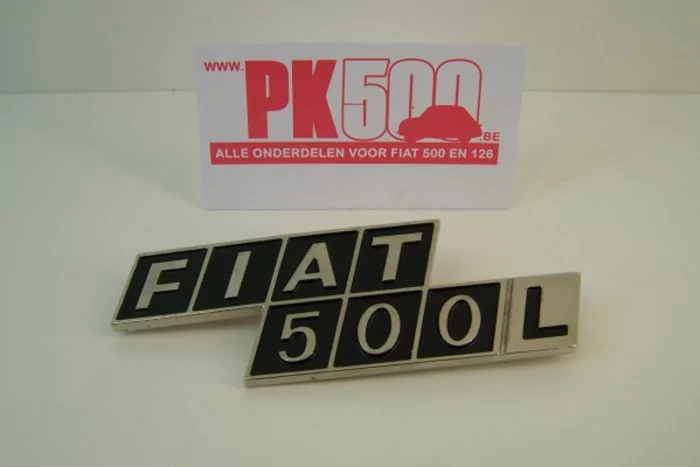 WWW.
PK500
.BE
ALLE ONDERDELEN VOOR FIAT 500 EN 126
FIAT
500L